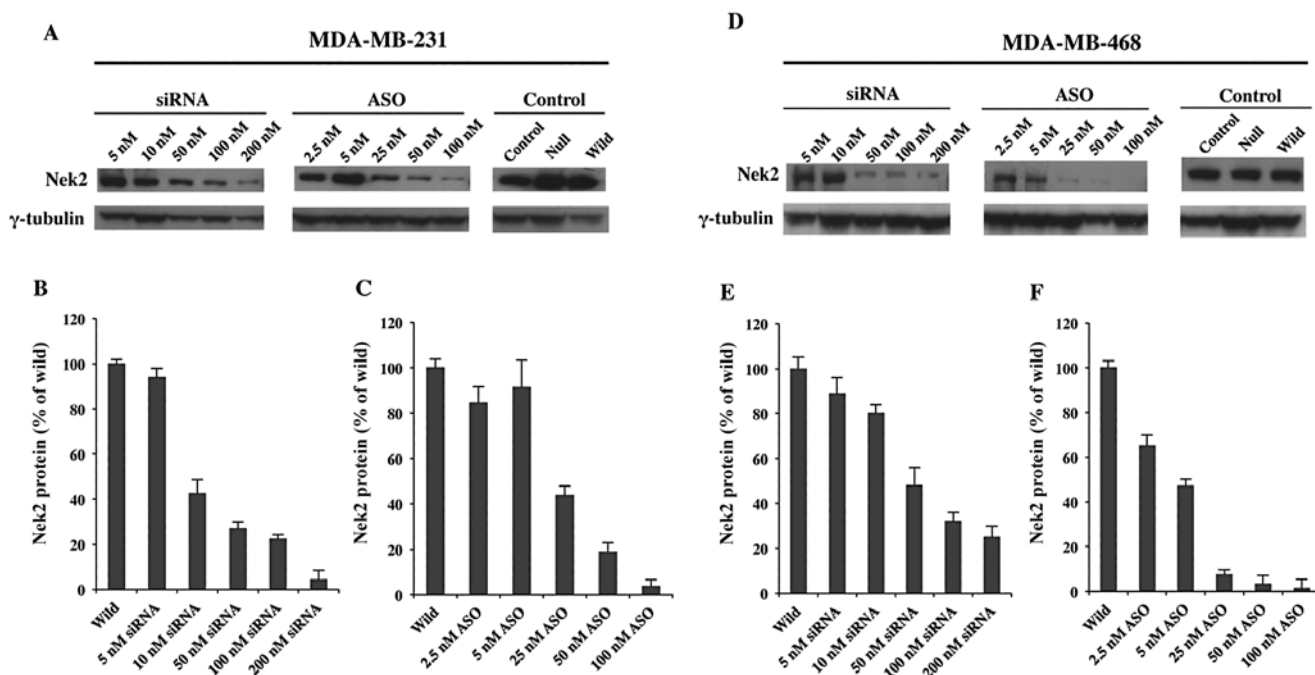 A
MDA-MB-231
siRNA
ASO
Control
5 nM
10 nM
50 nM
100 nM
200 nM
2.5 nM
5 nM
25 nM
50 nM
100 nM
Control
Null
Wild
Nek2
γ-tubulin
D
MDA-MB-468
siRNA
ASO
Control
5 nM
10 nM
50 nM
100 nM
200 nM
2.5 nM
5 nM
25 nM
50 nM
100 nM
Control
Null
Wild
Nek2
γ-tubulin
B
Nek2 protein (% of wild)
120
100
80
60
40
20
0
Wild
5 nM siRNA
10 nM siRNA
50 nM siRNA
100 nM siRNA
200 nM siRNA
C
Nek2 protein (% of wild)
120
100
80
60
40
20
0
Wild
2.5 nM ASO
5 nM ASO
25 nM ASO
50 nM ASO
100 nM ASO
E
Nek2 protein (% of wild)
120
100
80
60
40
20
0
Wild
5 nM siRNA
10 nM siRNA
50 nM siRNA
100 nM siRNA
200 nM siRNA
F
Nek2 protein (% of wild)
120
100
80
60
40
20
0
Wild
2.5 nM ASO
5 nM ASO
25 nM ASO
50 nM ASO
100 nM ASO